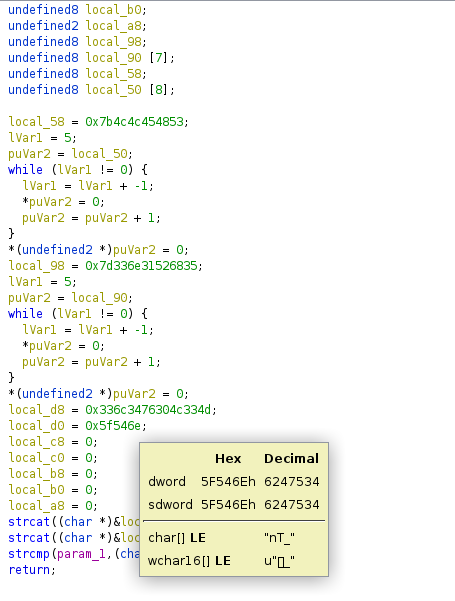 undefined8 local_b0;
undefined2 local_a8;
undefined8 local_98;
undefined8 local_90 [7];
undefined8 local_58;
undefined8 local_50 [8];
local_58 = 0x7b4c4c454853;
lVar1 = 5;
puVar2 = local_50;
while (lVar1 != 0) {
lVar1 = lVar1 + -1;
*puVar2 = 0;
puVar2 = puVar2 + 1;
}
*(undefined2 *)puVar2 = 0;
local_98 = 0x7d336e31526835;
lVar1 = 5;
puVar2 = local_90;
while (lVar1 != 0) {
lVar1 = lVar1 + -1;
*puVar2 = 0;
puVar2 = puVar2 + 1;
}
*(undefined2 *)puVar2 = 0;
local_d8 = 0x336c3476304c334d;
local_d0 = 0x5f546e;
local_c8 = 0;
local_c0 = 0;
local_b8 = 0;
local_b0 = 0;
local_a8 = 0;
strcat((char *)&loc
strcat((char *)&loc
strcmp(param_1,(cha
return;
Hex Decimal
dword 5F546Eh 6247534
sdword 5F546Eh 6247534
char[] LE "nT_"
wchar16[] LE